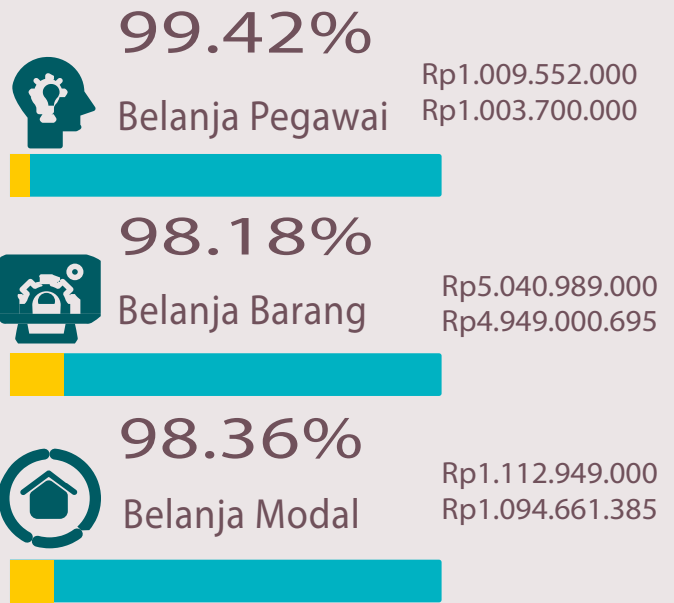 99.42%
Belanja Pegawai
Rp1.009.552.000
Rp1.003.700.000
98.18%
Belanja Barang
Rp5.040.989.000
Rp4.949.000.695
98.36%
Belanja Modal
Rp1.112.949.000
Rp1.094.661.385